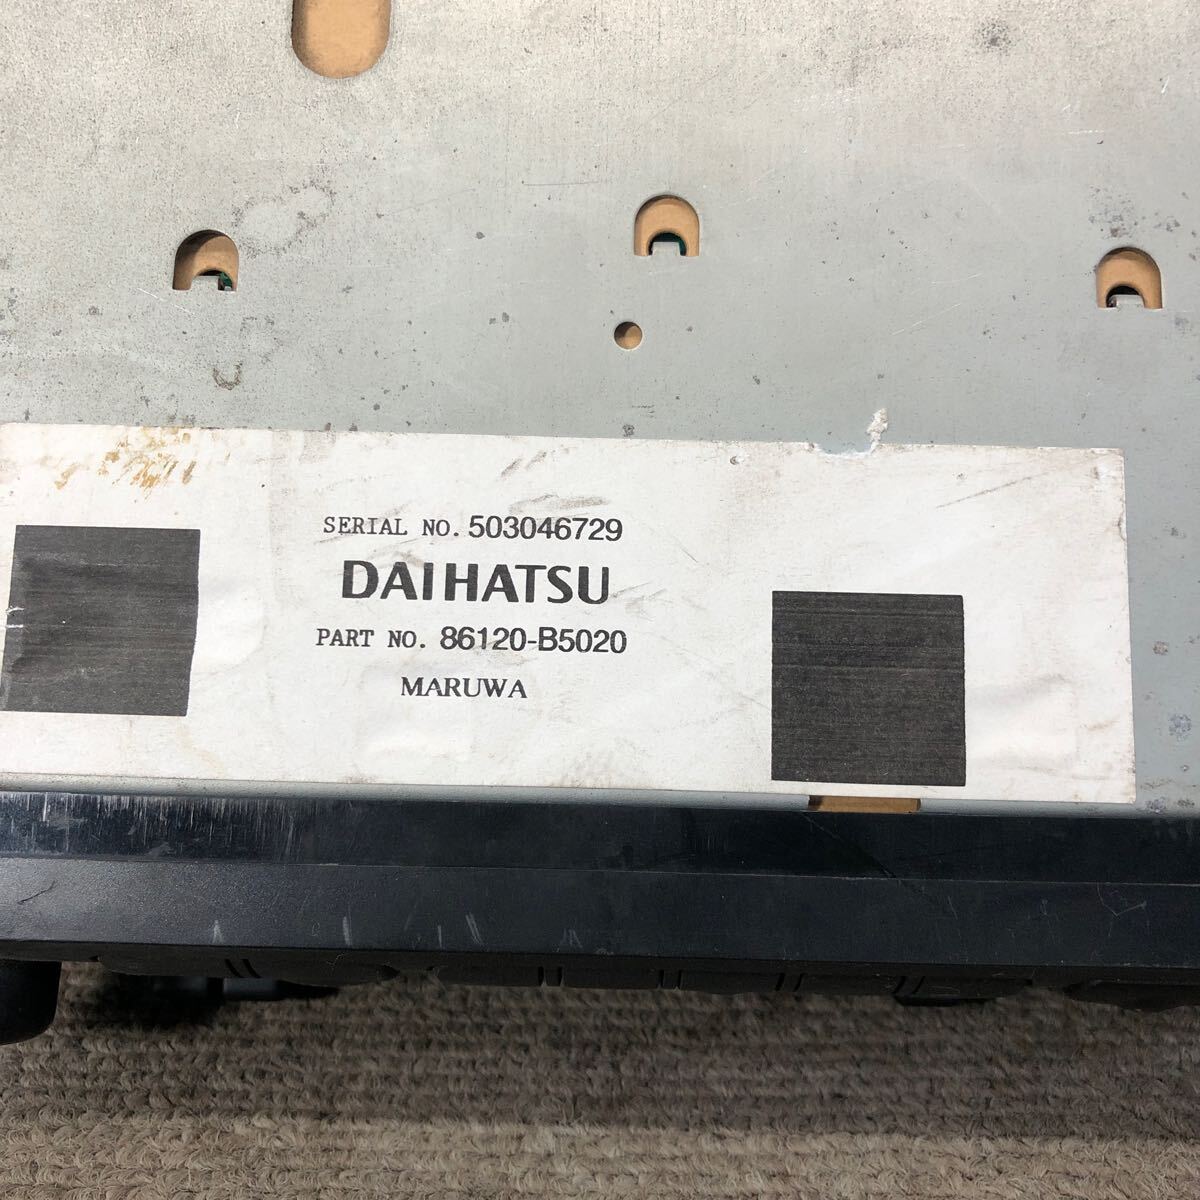 SERIAL NO. 503046729
DAIHATSU
PART NO. 86120-B5020
MARUWA